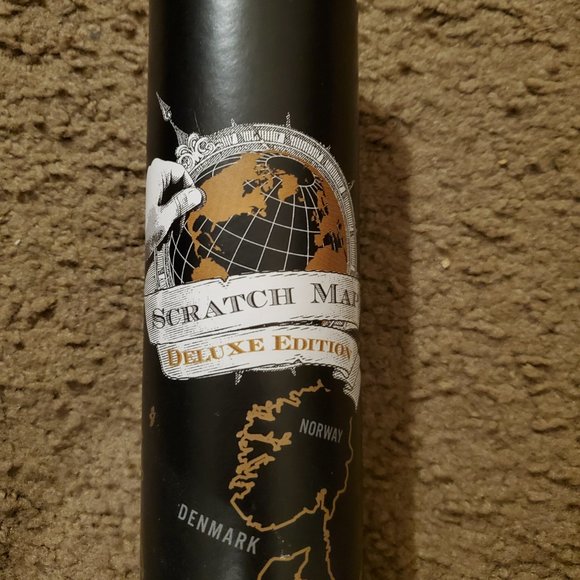 SCRATCH MAP
DELUXE EDITION
NORWAY
DENMARK